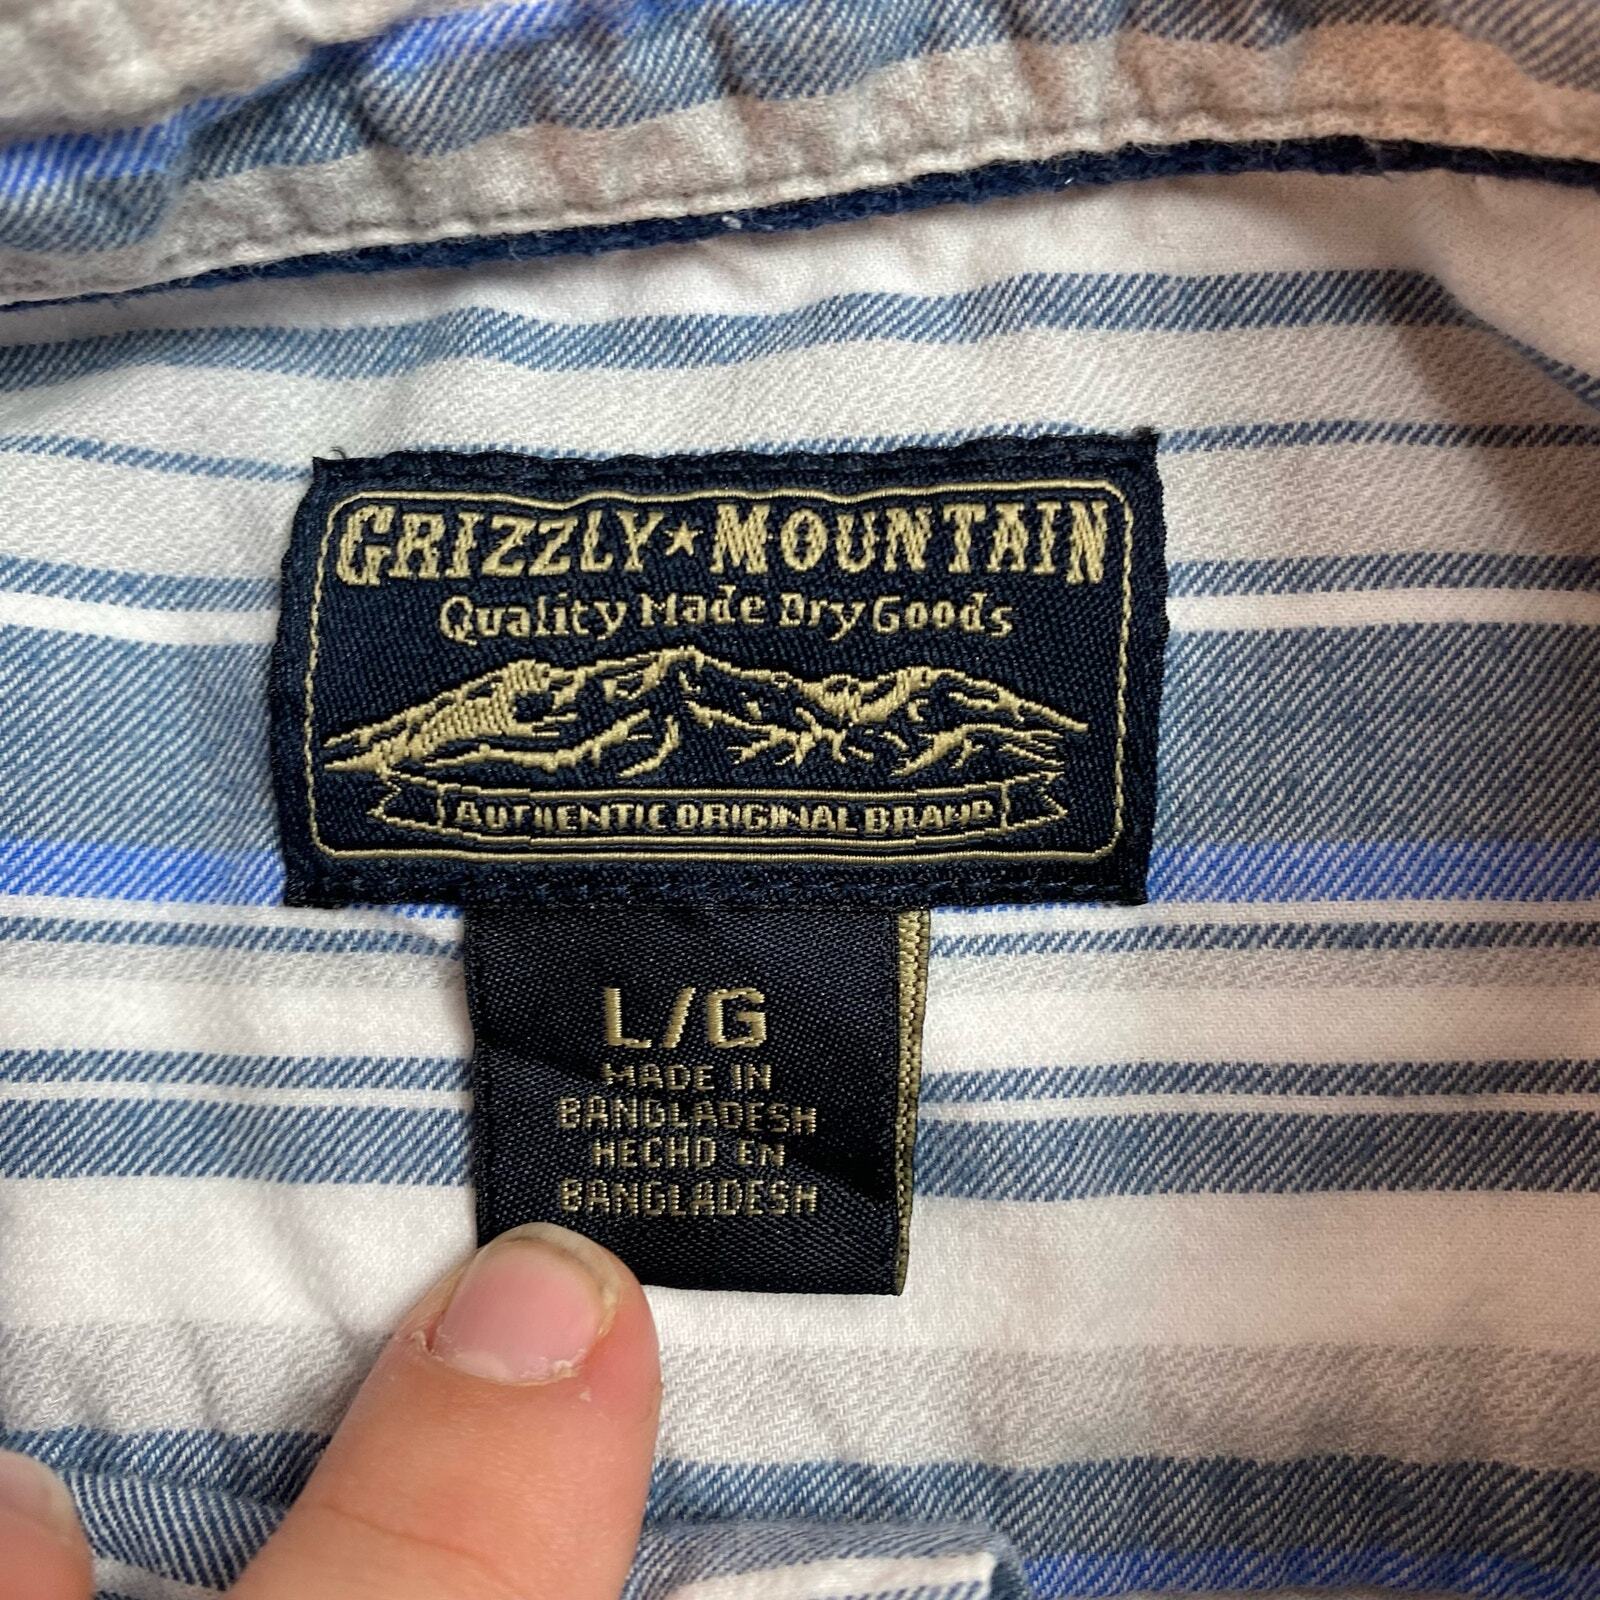 GRIZZLY★MOUNTAIN
Quality Made Dry Goods
AUTHENTIC ORIGINAL BRAND
L/G
MADE IN
BANGLADESH
HECHO EN
BANGLADESH